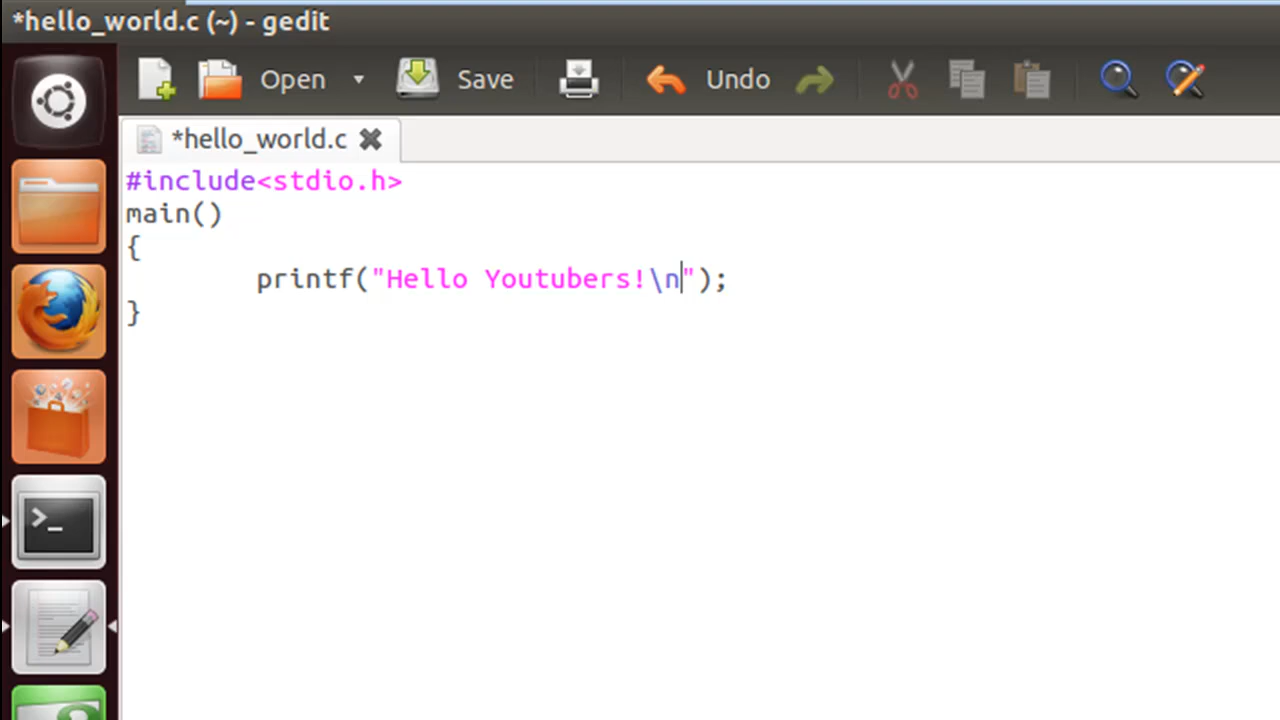 *hello_world.c (~) - gedit
Open Save Undo
*hello_world.c
#include<stdio.h>
main()
{
        printf("Hello Youtubers!\n");
}
>_